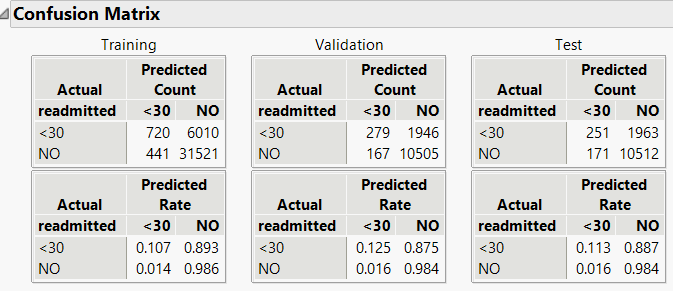 Confusion Matrix
Training Validation Test
Predicted Predicted Predicted
Actual Count Actual Count Actual Count
readmitted <30 NO readmitted <30 NO readmitted <30 NO
<30 720 6010 <30 279 1946 <30 251 1963
NO 441 31521 NO 167 10505 NO 171 10512
Predicted Predicted Predicted
Actual Rate Actual Rate Actual Rate
readmitted <30 NO readmitted <30 NO readmitted <30 NO
<30 0.107 0.893 <30 0.125 0.875 <30 0.113 0.887
NO 0.014 0.986 NO 0.016 0.984 NO 0.016 0.984